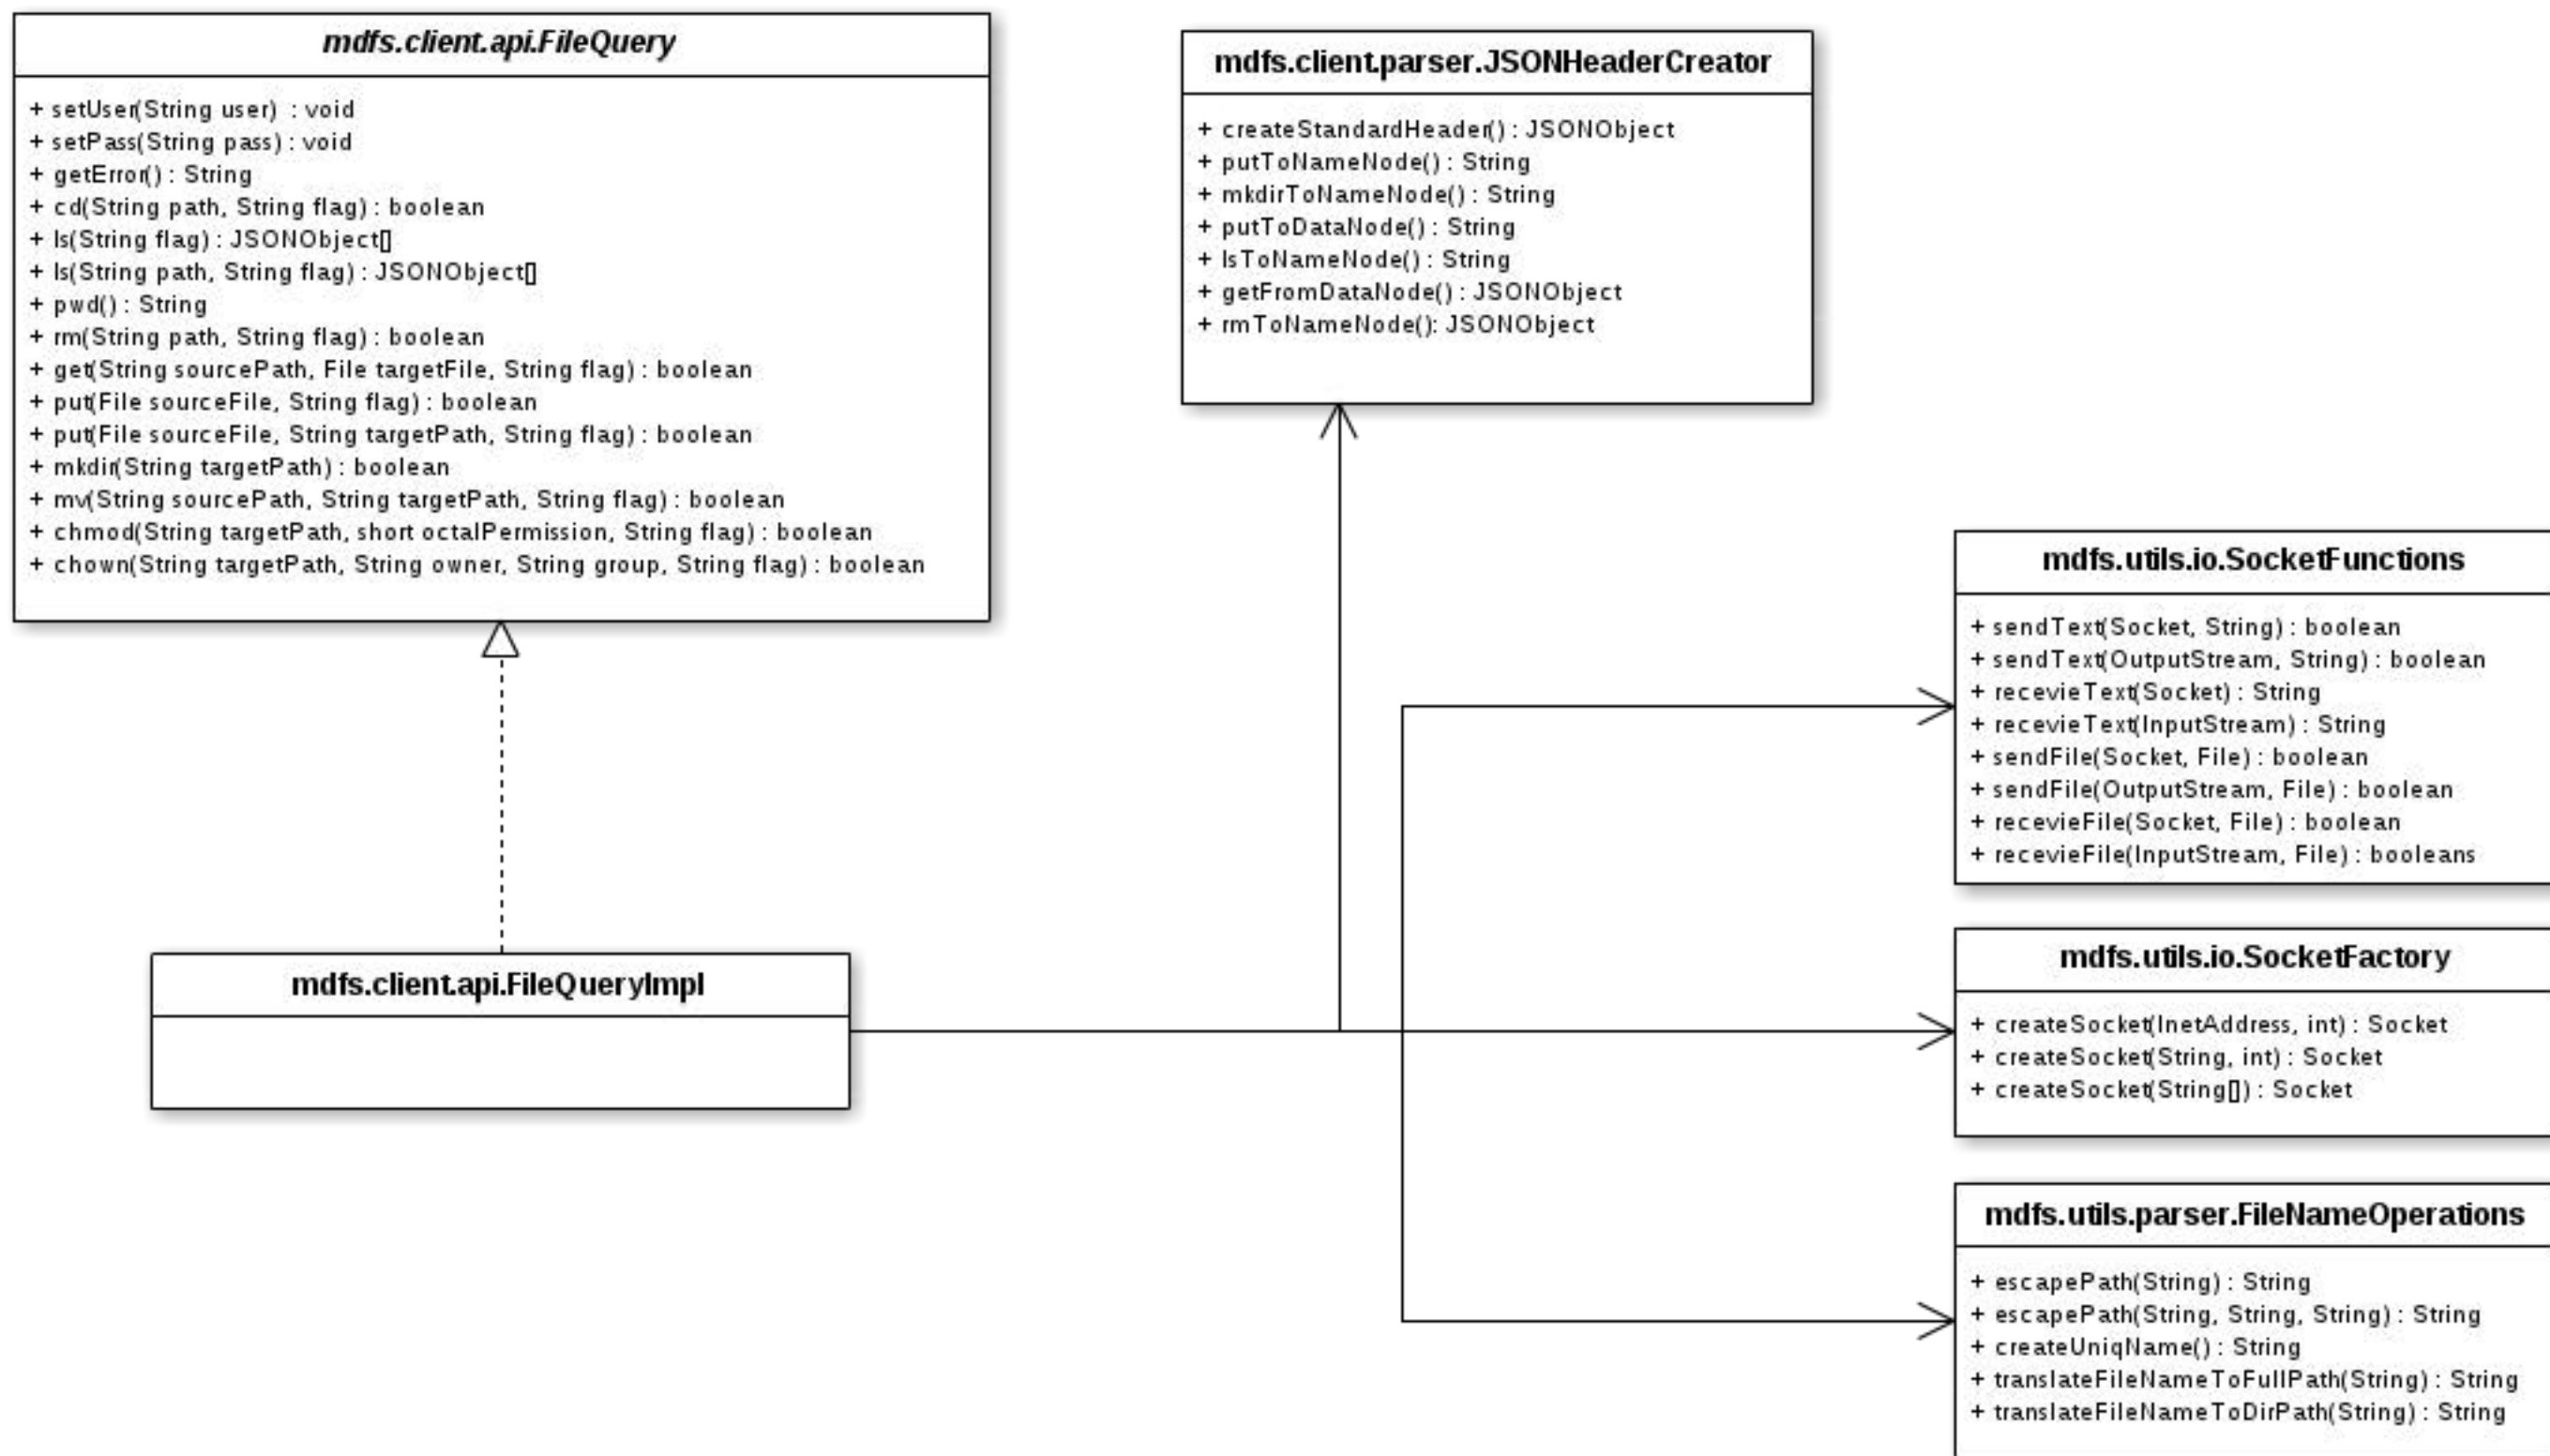 mdfs.client.api.FileQuery
+ setUser(String user) : void
+ setPass(String pass) : void
+ getError() : String
+ cd(String path, String flag) : boolean
+ ls(String flag) : JSONObject[]
+ ls(String path, String flag) : JSONObject[]
+ pwd() : String
+ rm(String path, String flag) : boolean
+ get(String sourcePath, File targetFile, String flag) : boolean
+ put(File sourceFile, String flag) : boolean
+ put(File sourceFile, String targetPath, String flag) : boolean
+ mkdir(String targetPath) : boolean
+ mv(String sourcePath, String targetPath, String flag) : boolean
+ chmod(String targetPath, short octalPermission, String flag) : boolean
+ chown(String targetPath, String owner, String group, String flag) : boolean
mdfs.client.parser.JSONHeaderCreator
+ createStandardHeader() : JSONObject
+ putToNameNode() : String
+ mkdirToNameNode() : String
+ putToDataNode() : String
+ lsToNameNode() : String
+ getFromDataNode() : JSONObject
+ rmToNameNode(): JSONObject
mdfs.utils.io.SocketFunctions
+ sendText(Socket, String) : boolean
+ sendText(OutputStream, String) : boolean
+ recevieText(Socket) : String
+ recevieText(InputStream) : String
+ sendFile(Socket, File) : boolean
+ sendFile(OutputStream, File) : boolean
+ recevieFile(Socket, File) : boolean
+ recevieFile(InputStream, File) : booleans
mdfs.client.api.FileQueryImpl
mdfs.utils.io.SocketFactory
+ createSocket(InetAddress, int) : Socket
+ createSocket(String, int) : Socket
+ createSocket(String[]) : Socket
mdfs.utils.parser.FileNameOperations
+ escapePath(String) : String
+ escapePath(String, String, String) : String
+ createUniqName() : String
+ translateFileNameToFullPath(String) : String
+ translateFileNameToDirPath(String) : String